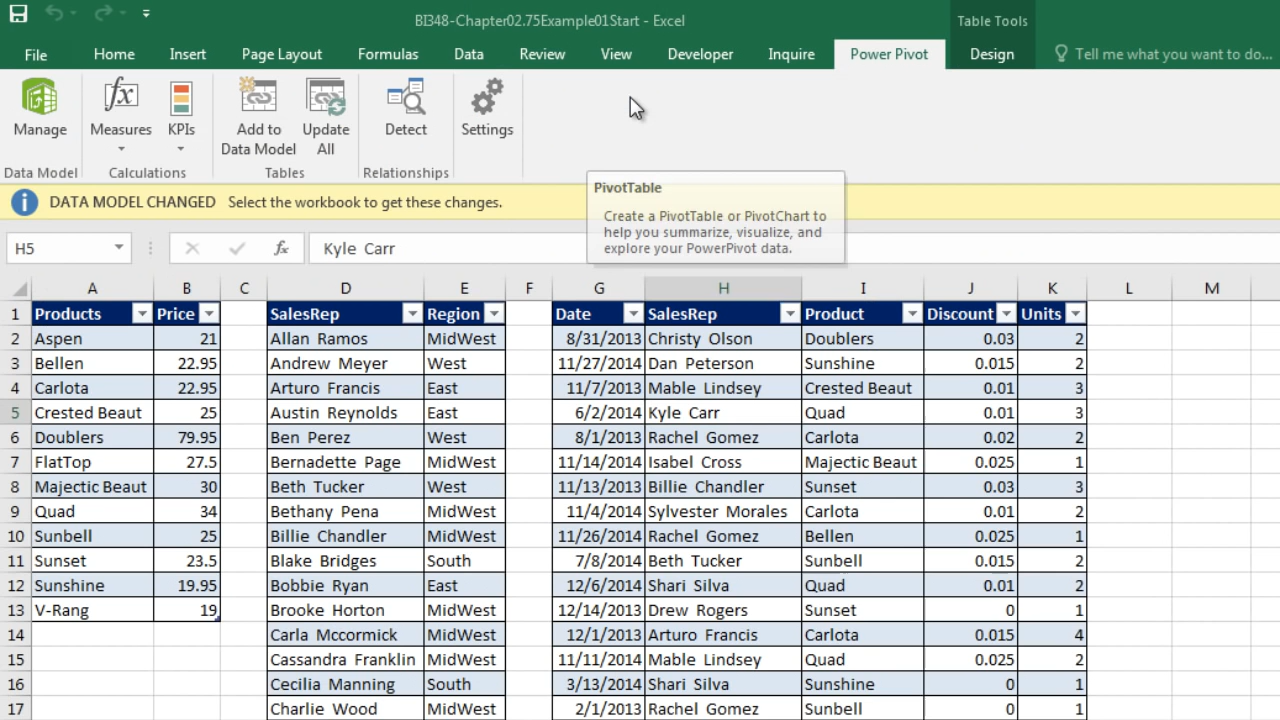 BI348-Chapter02.75Example01Start - Excel
Table Tools
File Home Insert Page Layout Formulas Data Review View Developer Inquire Power Pivot Design Tell me what you want to do...
Manage
Measures
KPIs
Add to
Data Model
Update
All
Detect
Settings
Data Model
Calculations
Tables
Relationships
PivotTable
Create a PivotTable or PivotChart to
help you summarize, visualize, and
explore your PowerPivot data.
DATA MODEL CHANGED Select the workbook to get these changes.
H5 fx Kyle Carr
A B C D E F G H I J K L M
1 Products Price SalesRep Region Date SalesRep Product Discount Units
2 Aspen 21 Allan Ramos MidWest 8/31/2013 Christy Olson Doublers 0.03 2
3 Bellen 22.95 Andrew Meyer West 11/27/2014 Dan Peterson Sunshine 0.015 2
4 Carlota 22.95 Arturo Francis East 11/7/2013 Mable Lindsey Crested Beaut 0.01 3
5 Crested Beaut 25 Austin Reynolds East 6/2/2014 Kyle Carr Quad 0.01 3
6 Doublers 79.95 Ben Perez West 8/1/2013 Rachel Gomez Carlota 0.02 2
7 FlatTop 27.5 Bernadette Page MidWest 11/14/2014 Isabel Cross Majectic Beaut 0.025 1
8 Majectic Beaut 30 Beth Tucker West 11/13/2013 Billie Chandler Sunset 0.03 3
9 Quad 34 Bethany Pena MidWest 11/4/2014 Sylvester Morales Carlota 0.01 2
10 Sunbell 25 Billie Chandler MidWest 11/26/2014 Rachel Gomez Bellen 0.025 1
11 Sunset 23.5 Blake Bridges South 7/8/2014 Beth Tucker Sunbell 0.015 2
12 Sunshine 19.95 Bobbie Ryan East 12/6/2014 Shari Silva Quad 0.01 2
13 V-Rang 19 Brooke Horton MidWest 12/14/2013 Drew Rogers Sunset 0 1
14 Carla Mccormick MidWest 12/1/2013 Arturo Francis Carlota 0.015 4
15 Cassandra Franklin MidWest 11/11/2014 Mable Lindsey Quad 0.025 2
16 Cecilia Manning South 3/13/2014 Shari Silva Sunshine 0 1
17 Charlie Wood MidWest 2/1/2013 Rachel Gomez Sunbell 0 1